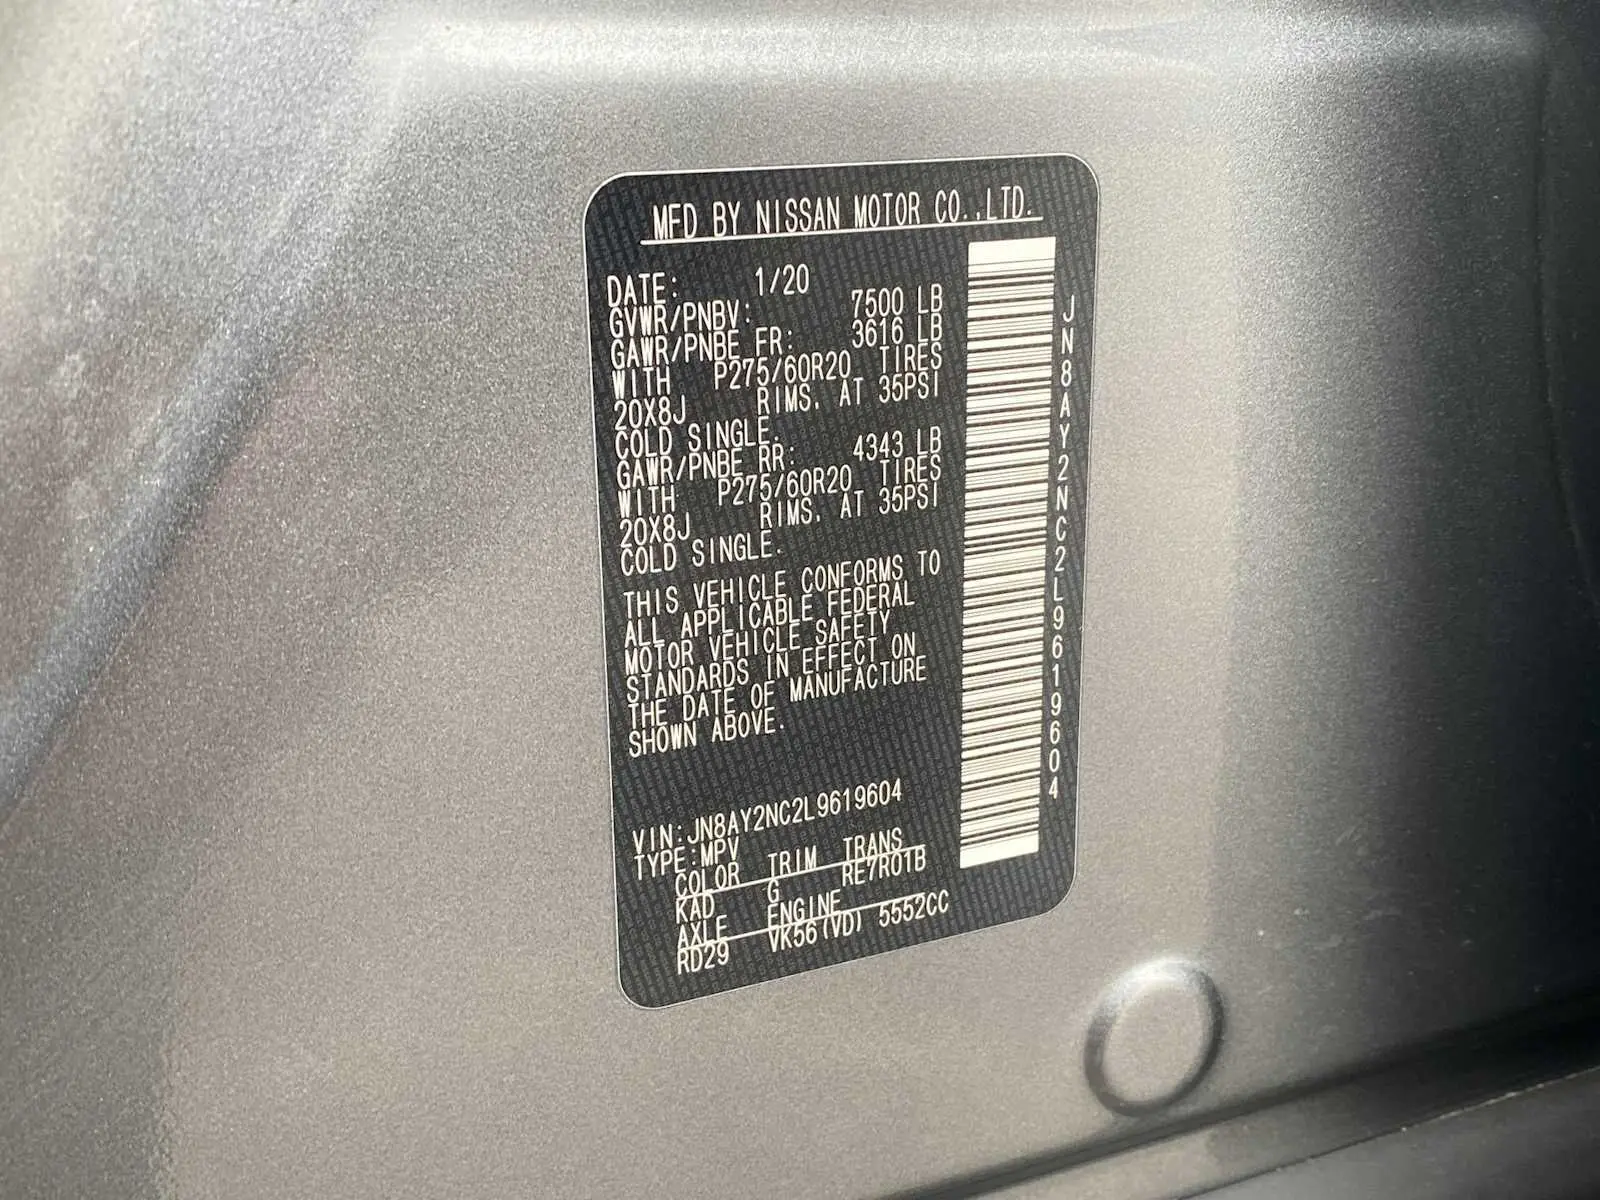 MFD BY NISSAN MOTOR CO.,LTD.
DATE: 1/20
GVWR/PNBV: 7500 LB
GAWR/PNBE FR: 3616 LB
WITH P275/60R20 TIRES
20X8J RIMS. AT 35PSI
COLD SINGLE.
GAWR/PNBE RR: 4343 LB
WITH P275/60R20 TIRES
20X8J RIMS. AT 35PSI
COLD SINGLE.
THIS VEHICLE CONFORMS TO
ALL APPLICABLE FEDERAL
MOTOR VEHICLE SAFETY
STANDARDS IN EFFECT ON
THE DATE OF MANUFACTURE
SHOWN ABOVE.
VIN:JN8AY2NC2L9619604
TYPE:MPV
COLOR TRIM TRANS
KAD G RE7R01B
AXLE ENGINE
RD29 VK56(VD) 5552CC
JN8AY2NC2L9619604